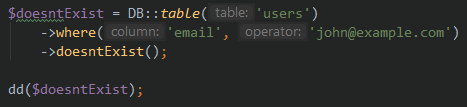 $doesntExist = DB::table( table: 'users')
->where( column: 'email', operator: 'john@example.com')
->doesntExist();
dd($doesntExist);